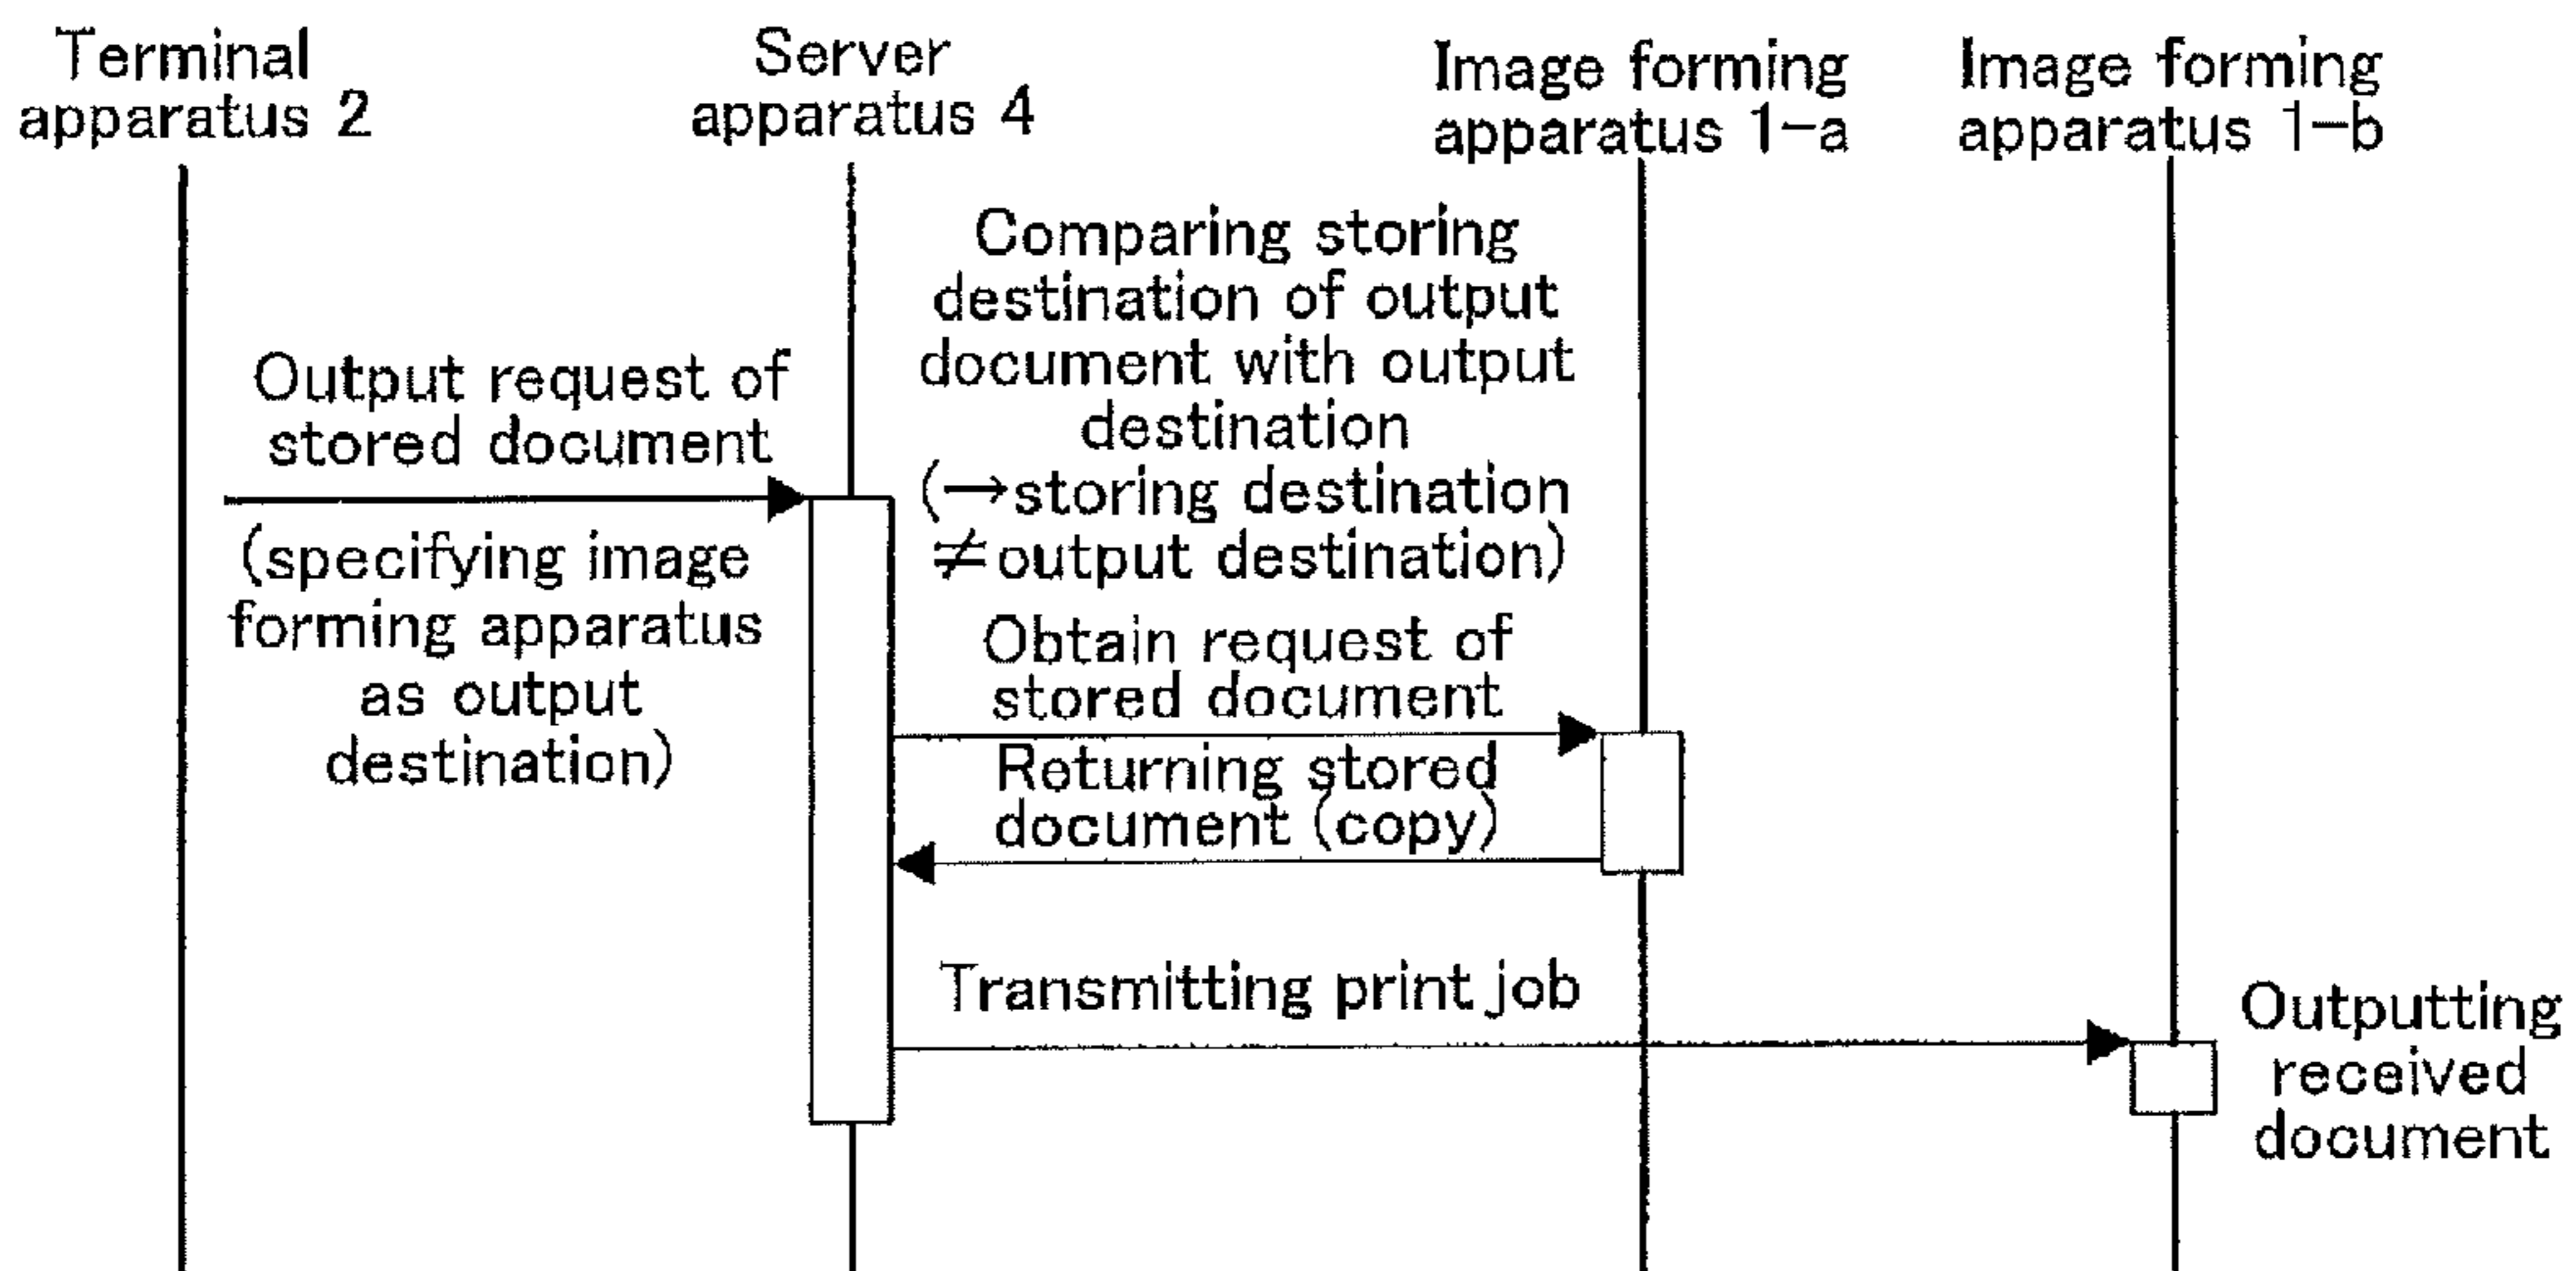 Terminal
apparatus 2
Server
apparatus 4
Image forming
apparatus 1-a
Image forming
apparatus 1-b
Comparing storing
destination of output
document with output
destination
(→storing destination
≠output destination)
Output request of
stored document
(specifying image
forming apparatus
as output
destination)
Obtain request of
stored document
Returning stored
document (copy)
Transmitting print job
Outputting
received
document